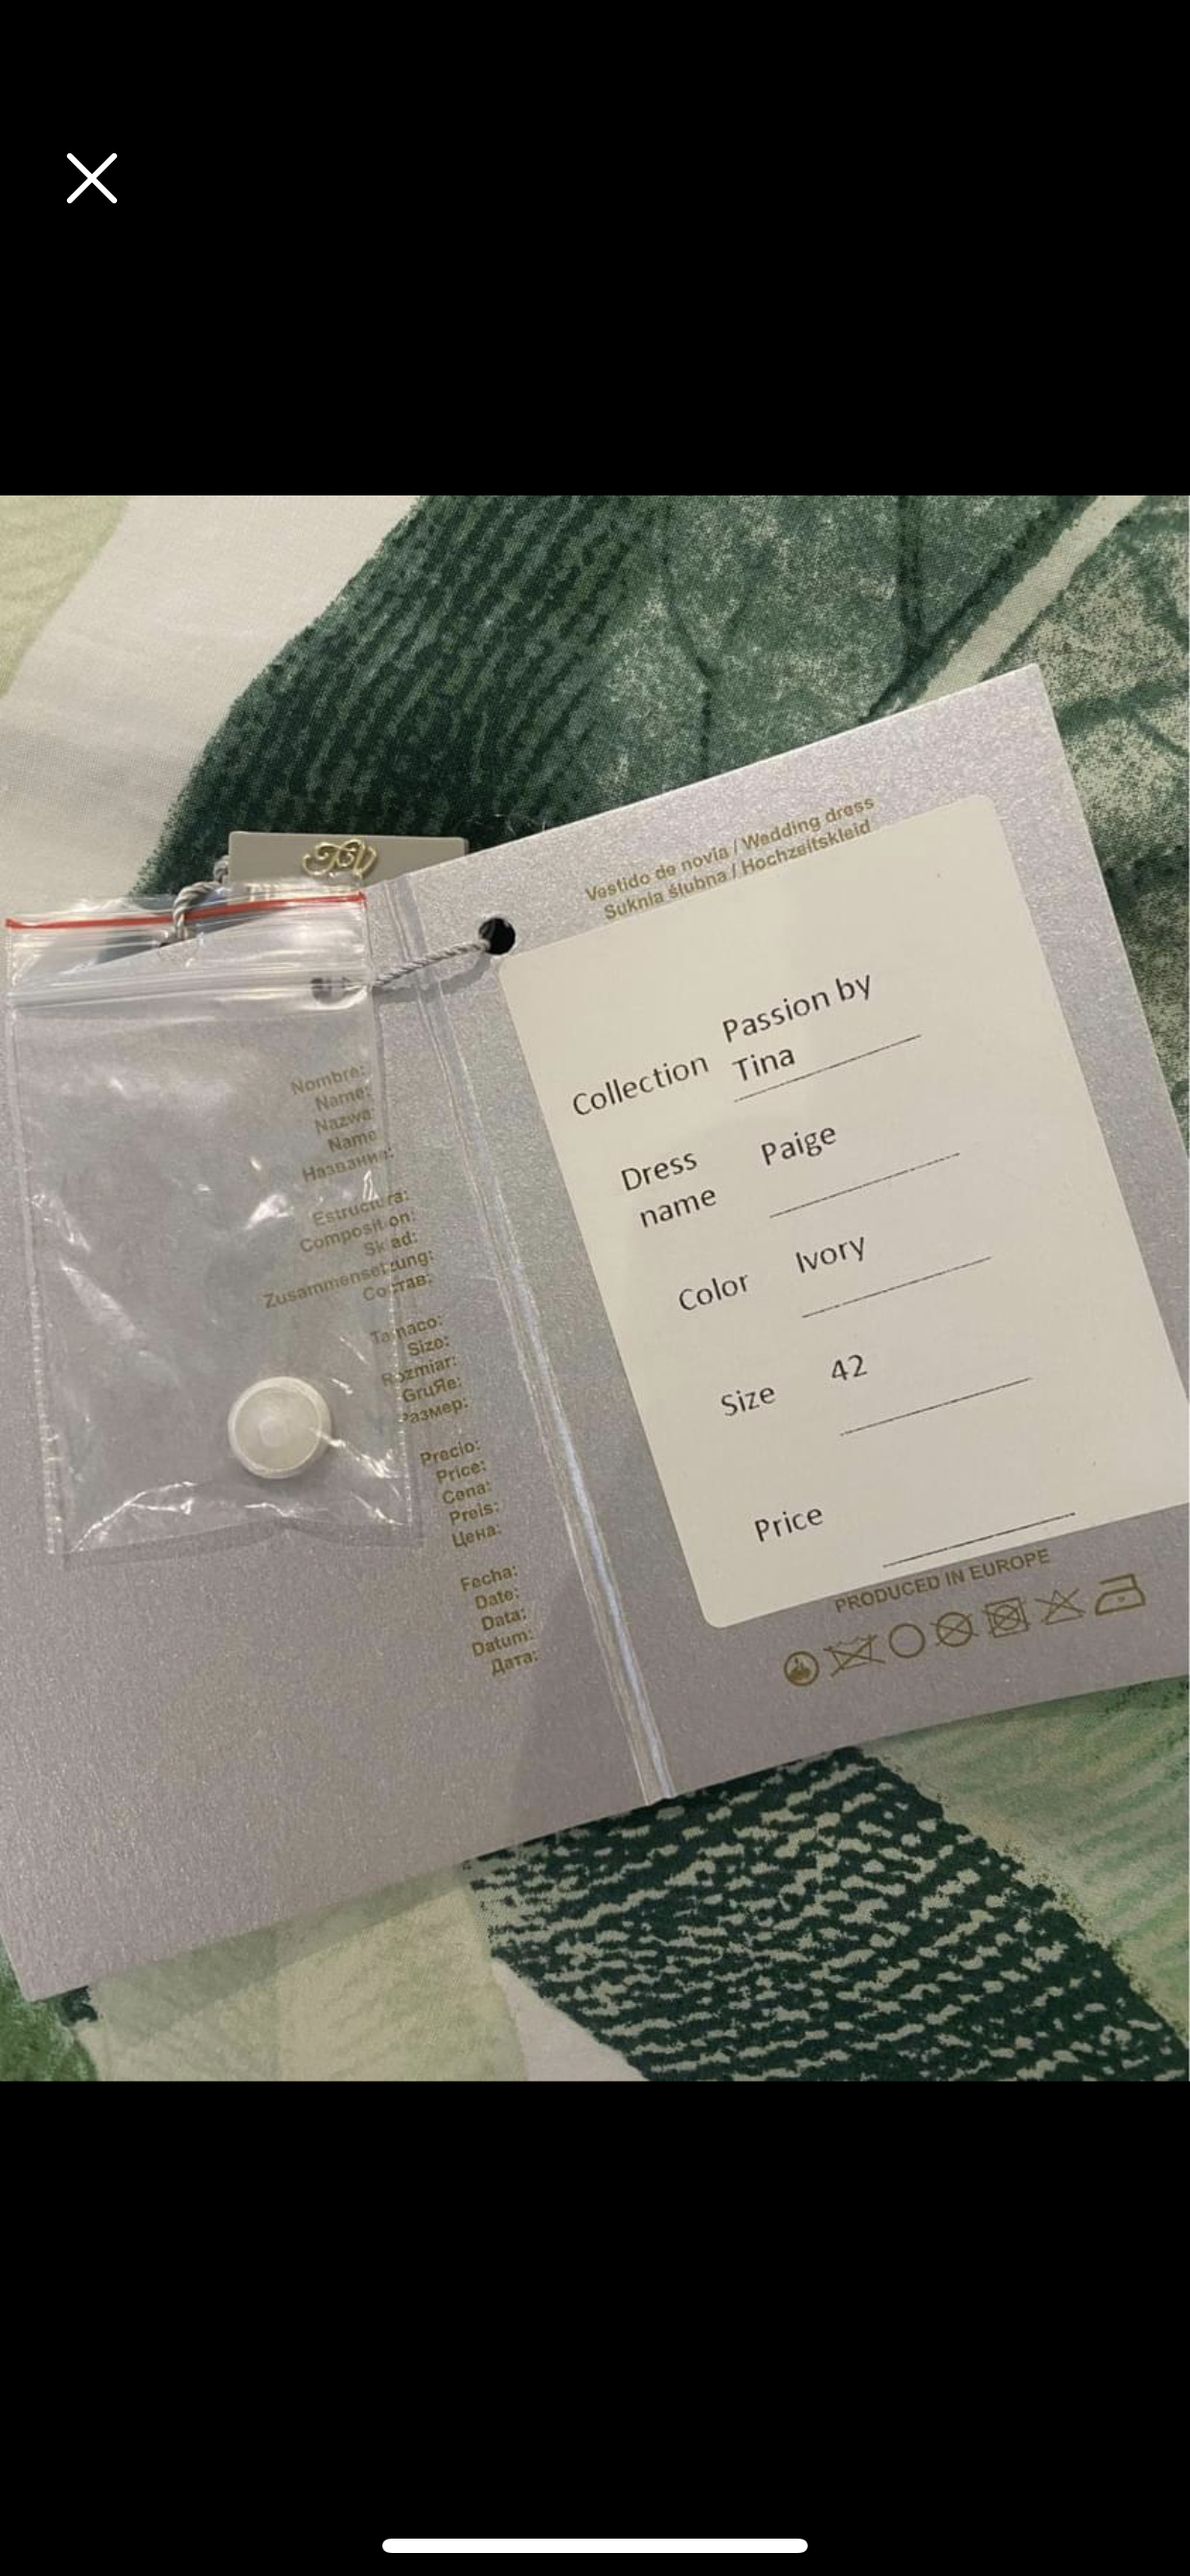 Vestido de novia / Wedding dress
Suknia ślubna / Hochzeitskleid
Collection Passion by
Tina
Dress
name Paige
Color Ivory
Size 42
Price
PRODUCED IN EUROPE
Nombre:
Name:
Nazwa
Name
Название:
Estructura:
Composition:
Skład:
Zusammensetzung:
Состав:
Tamaco:
Size:
Rozmiar:
GruЯe:
Размер:
Precio:
Price:
Cena:
Preis:
Цена:
Fecha:
Date:
Data:
Datum:
Дата: